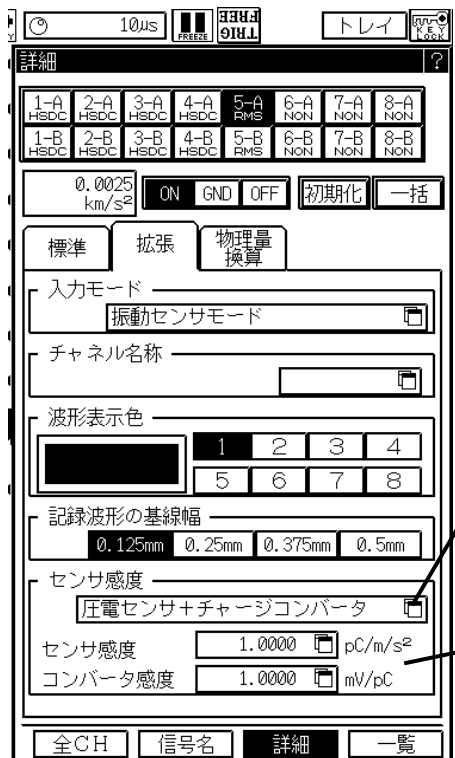 10μs
FREEZE
TRIG FREE
トレイ
KEY LOCK
詳細
?
1-A 2-A 3-A 4-A 5-A 6-A 7-A 8-A
HSDC HSDC HSDC HSDC RMS NON NON NON
1-B 2-B 3-B 4-B 5-B 6-B 7-B 8-B
HSDC HSDC HSDC HSDC RMS NON NON NON
0.0025 km/s²
ON GND OFF
初期化
一括
標準
拡張
物理量
換算
入力モード
振動センサモード
チャネル名称
波形表示色
1 2 3 4
5 6 7 8
記録波形の基線幅
0.125mm 0.25mm 0.375mm 0.5mm
センサ感度
圧電センサ+チャージコンバータ
センサ感度 1.0000 pC/m/s²
コンバータ感度 1.0000 mV/pC
全CH 信号名 詳細 一覧